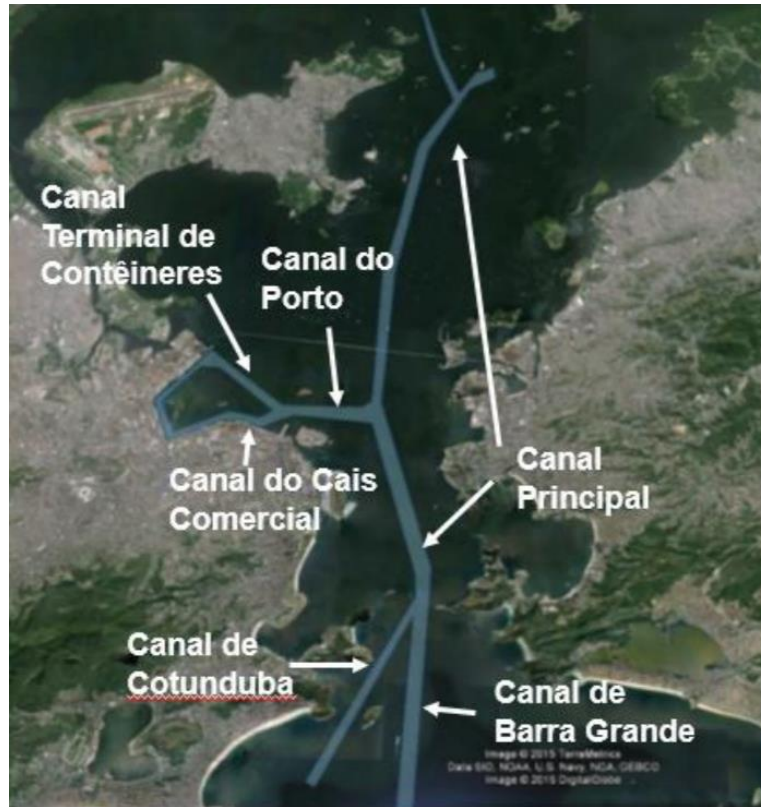 Canal
Terminal de
Contêineres
Canal do
Porto
Canal do Cais
Comercial
Canal
Principal
Canal de
Cotunduba
Canal de
Barra Grande
Image © 2015 TerraMetrics
Data SIO, NOAA, U.S. Navy, NGA, GEBCO
Image © 2015 DigitalGlobe